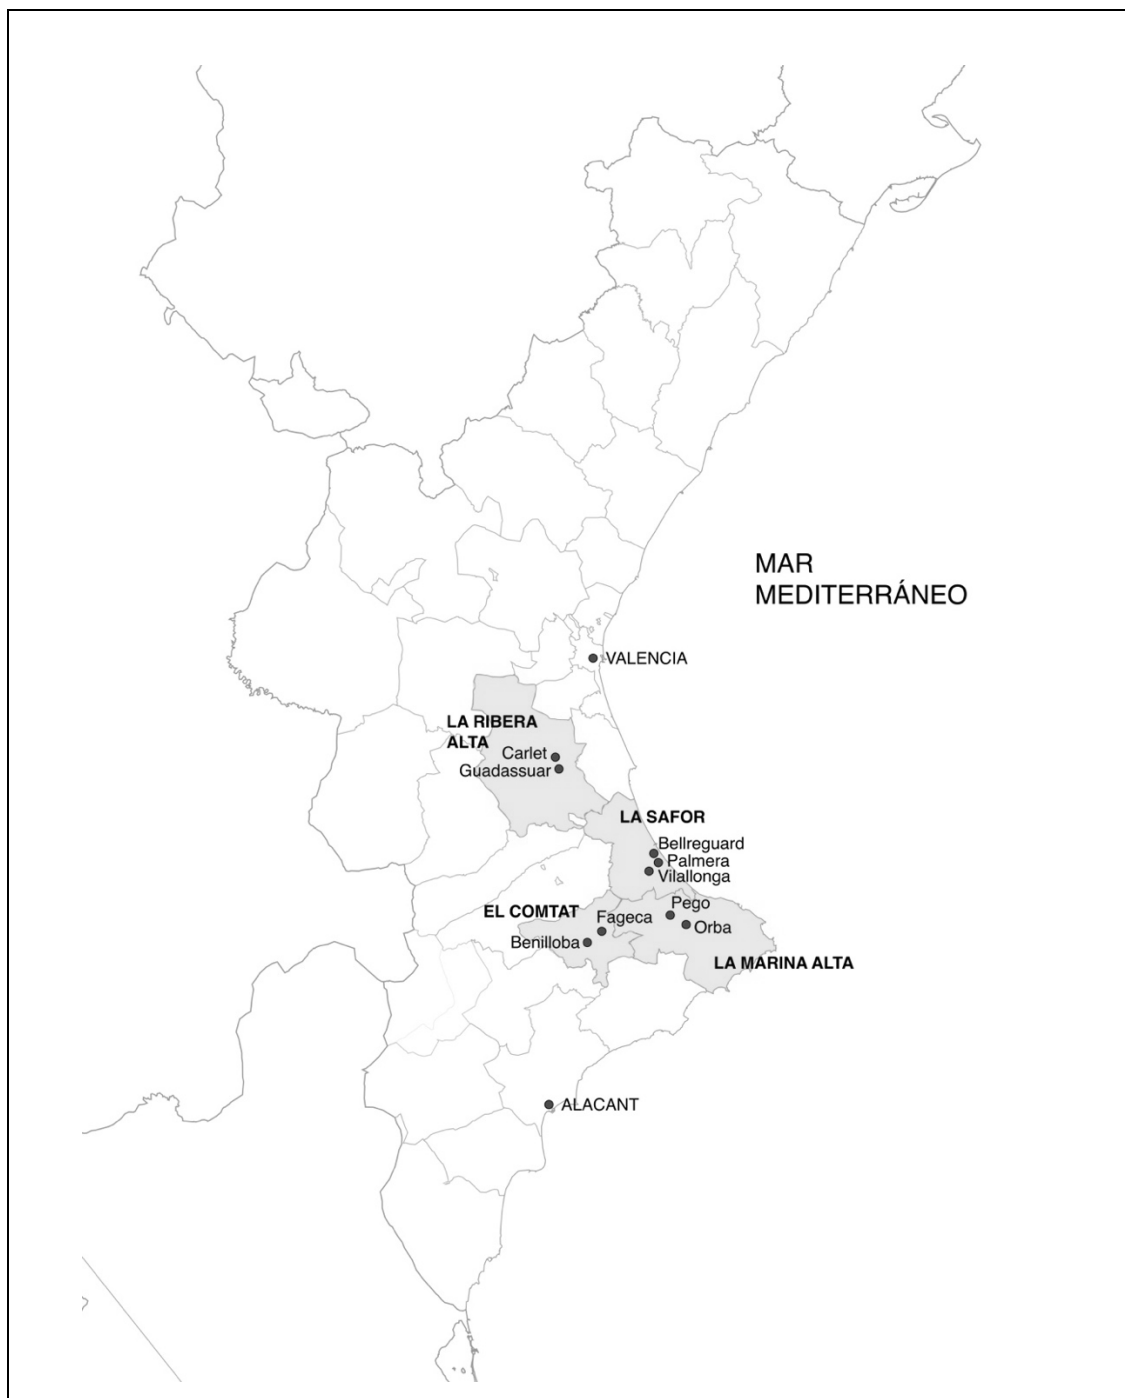 MAR
MEDITERRÁNEO
VALENCIA
LA RIBERA
ALTA
Carlet
Guadassuar
LA SAFOR
Bellreguard
Palmera
Vilallonga
EL COMTAT
Fageca
Pego
Orba
Benilloba
LA MARINA ALTA
ALACANT